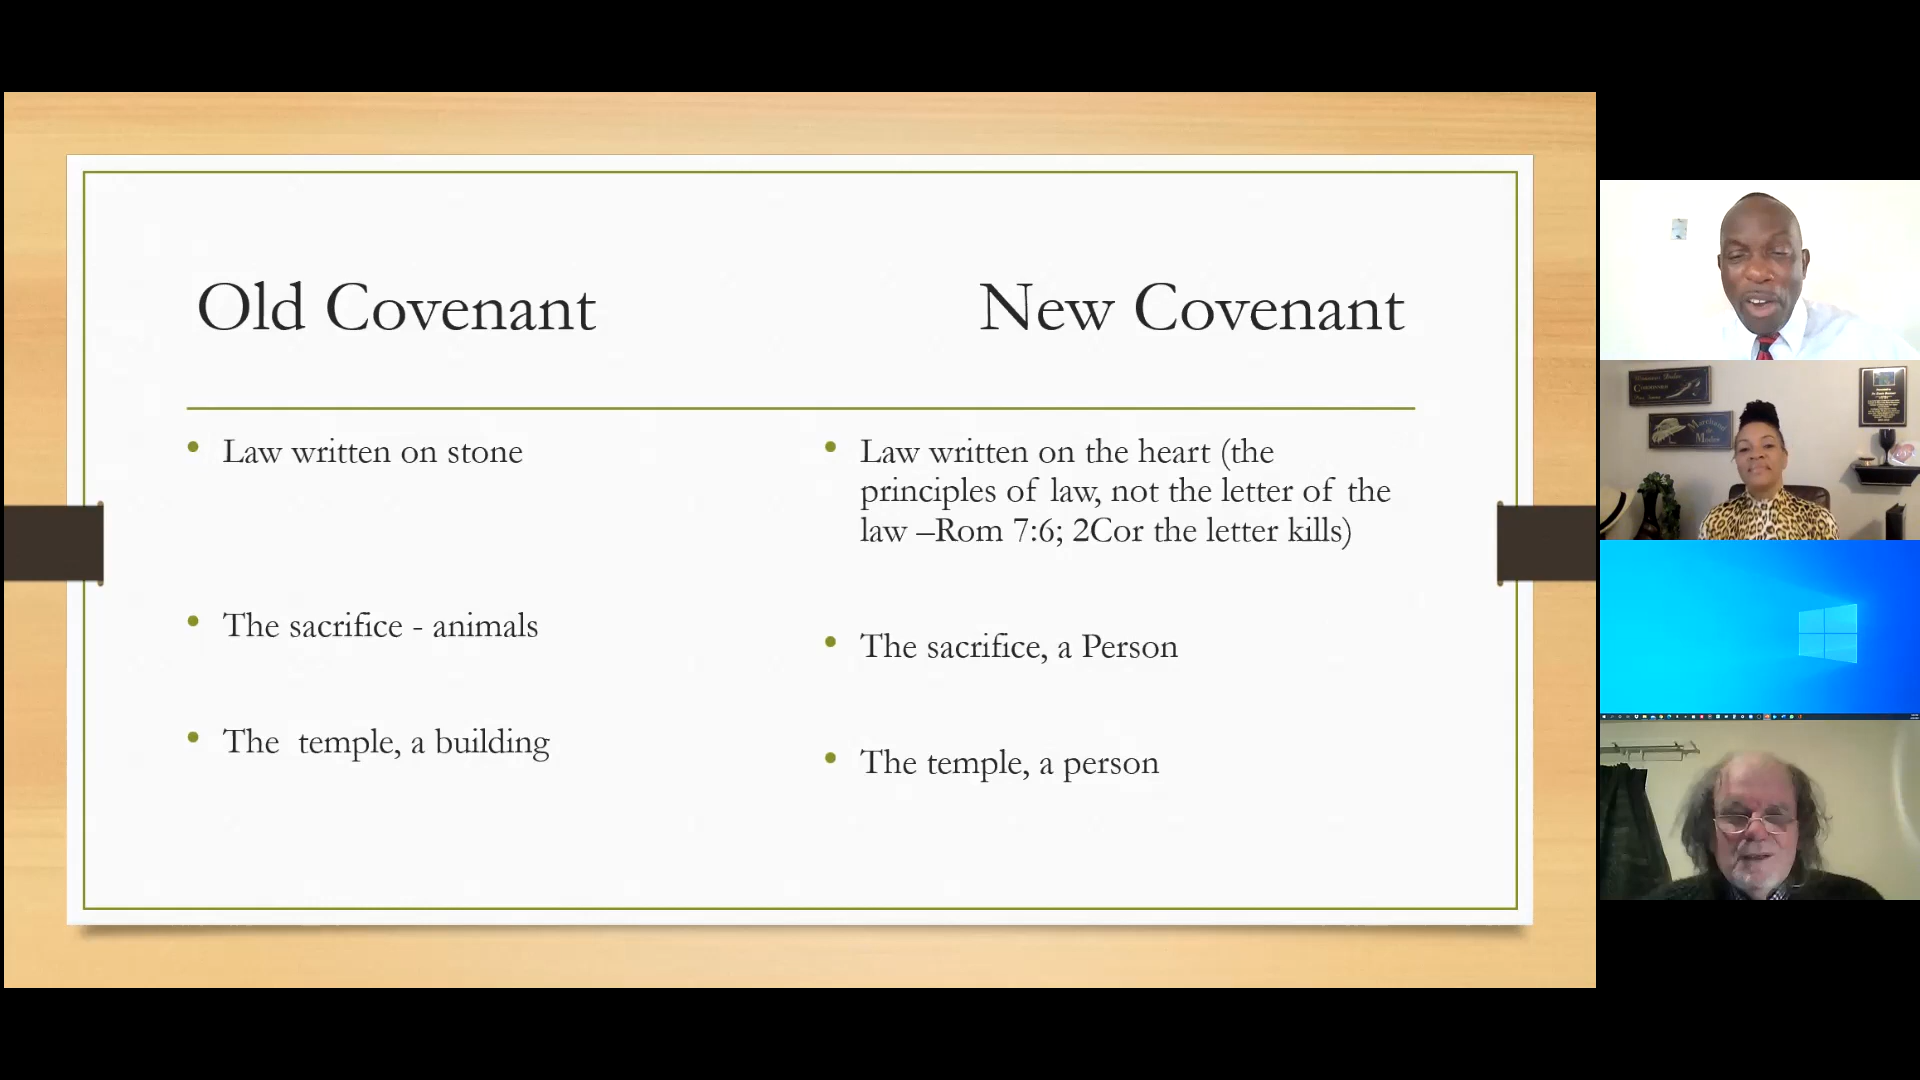 Old Covenant
New Covenant
Law written on stone
The sacrifice - animals
The  temple, a building
Law written on the heart (the
principles of law, not the letter of the
law –Rom 7:6; 2Cor the letter kills)
The sacrifice, a Person
The temple, a person